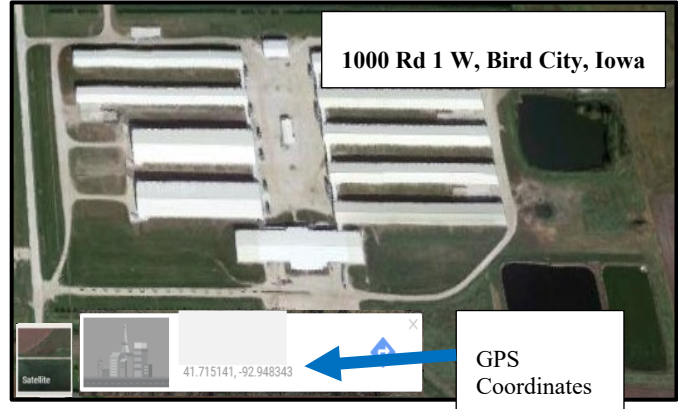 1000 Rd 1 W, Bird City, Iowa
41.715141, -92.948343
Satellite
GPS
Coordinates